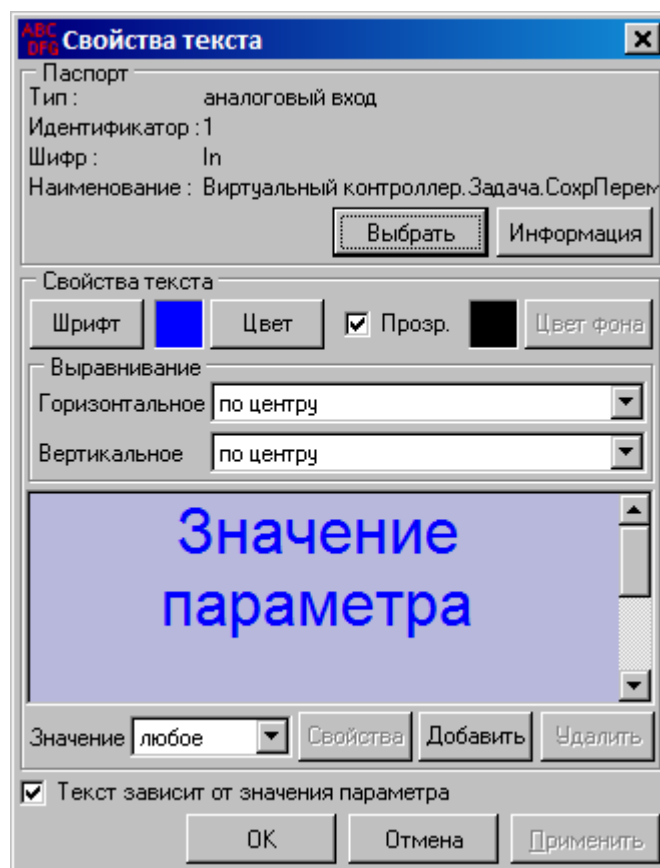 ABC
DFG Свойства текста
Паспорт
Тип : аналоговый вход
Идентификатор : 1
Шифр : In
Наименование : Виртуальный контроллер.Задача.СохрПерем
Выбрать Информация
Свойства текста
Шрифт Цвет Прозр. Цвет фона
Выравнивание
Горизонтальное по центру
Вертикальное по центру
Значение
параметра
Значение любое Свойства Добавить Удалить
Текст зависит от значения параметра
OK Отмена Применить